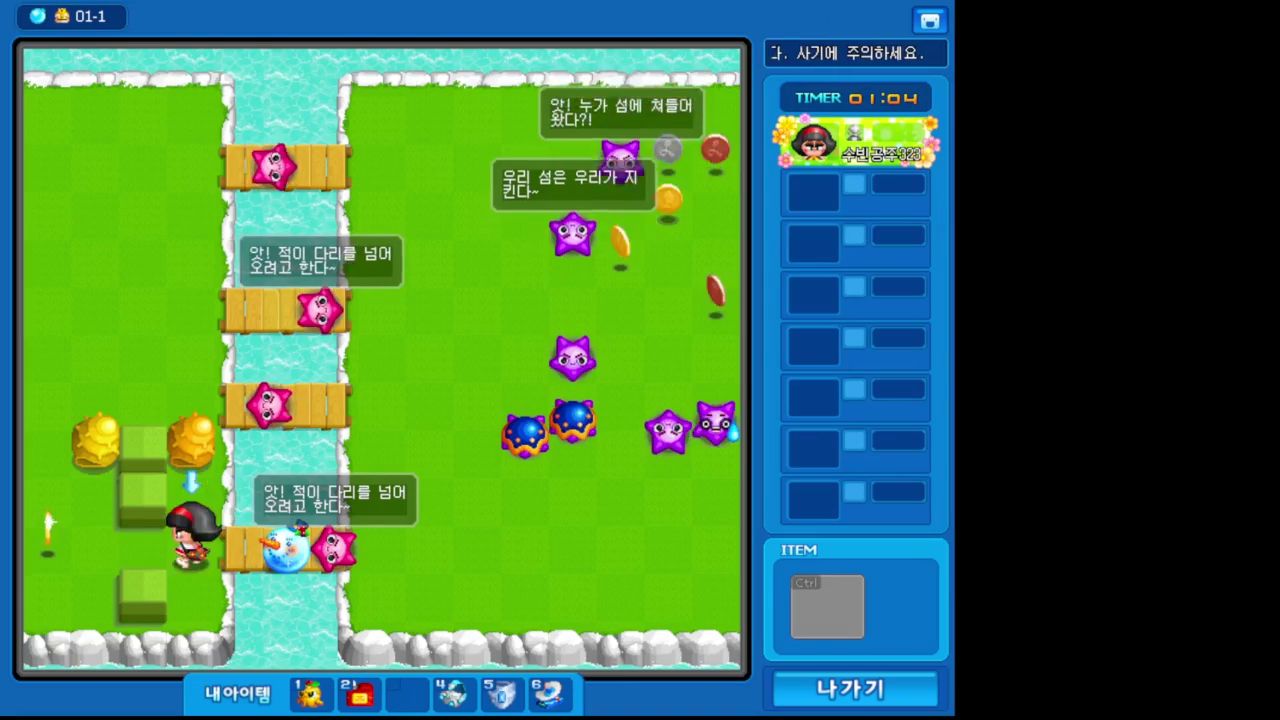 01-1
다. 사기에 주의하세요.
TIMER 01:04
수빈공주323
앗! 누가 섬에 쳐들어
왔다?!
우리 섬은 우리가 지
킨다~
앗! 적이 다리를 넘어
오려고 한다~
앗! 적이 다리를 넘어
오려고 한다~
ITEM
Ctrl
내아이템
1
2
4
5
6
나가기